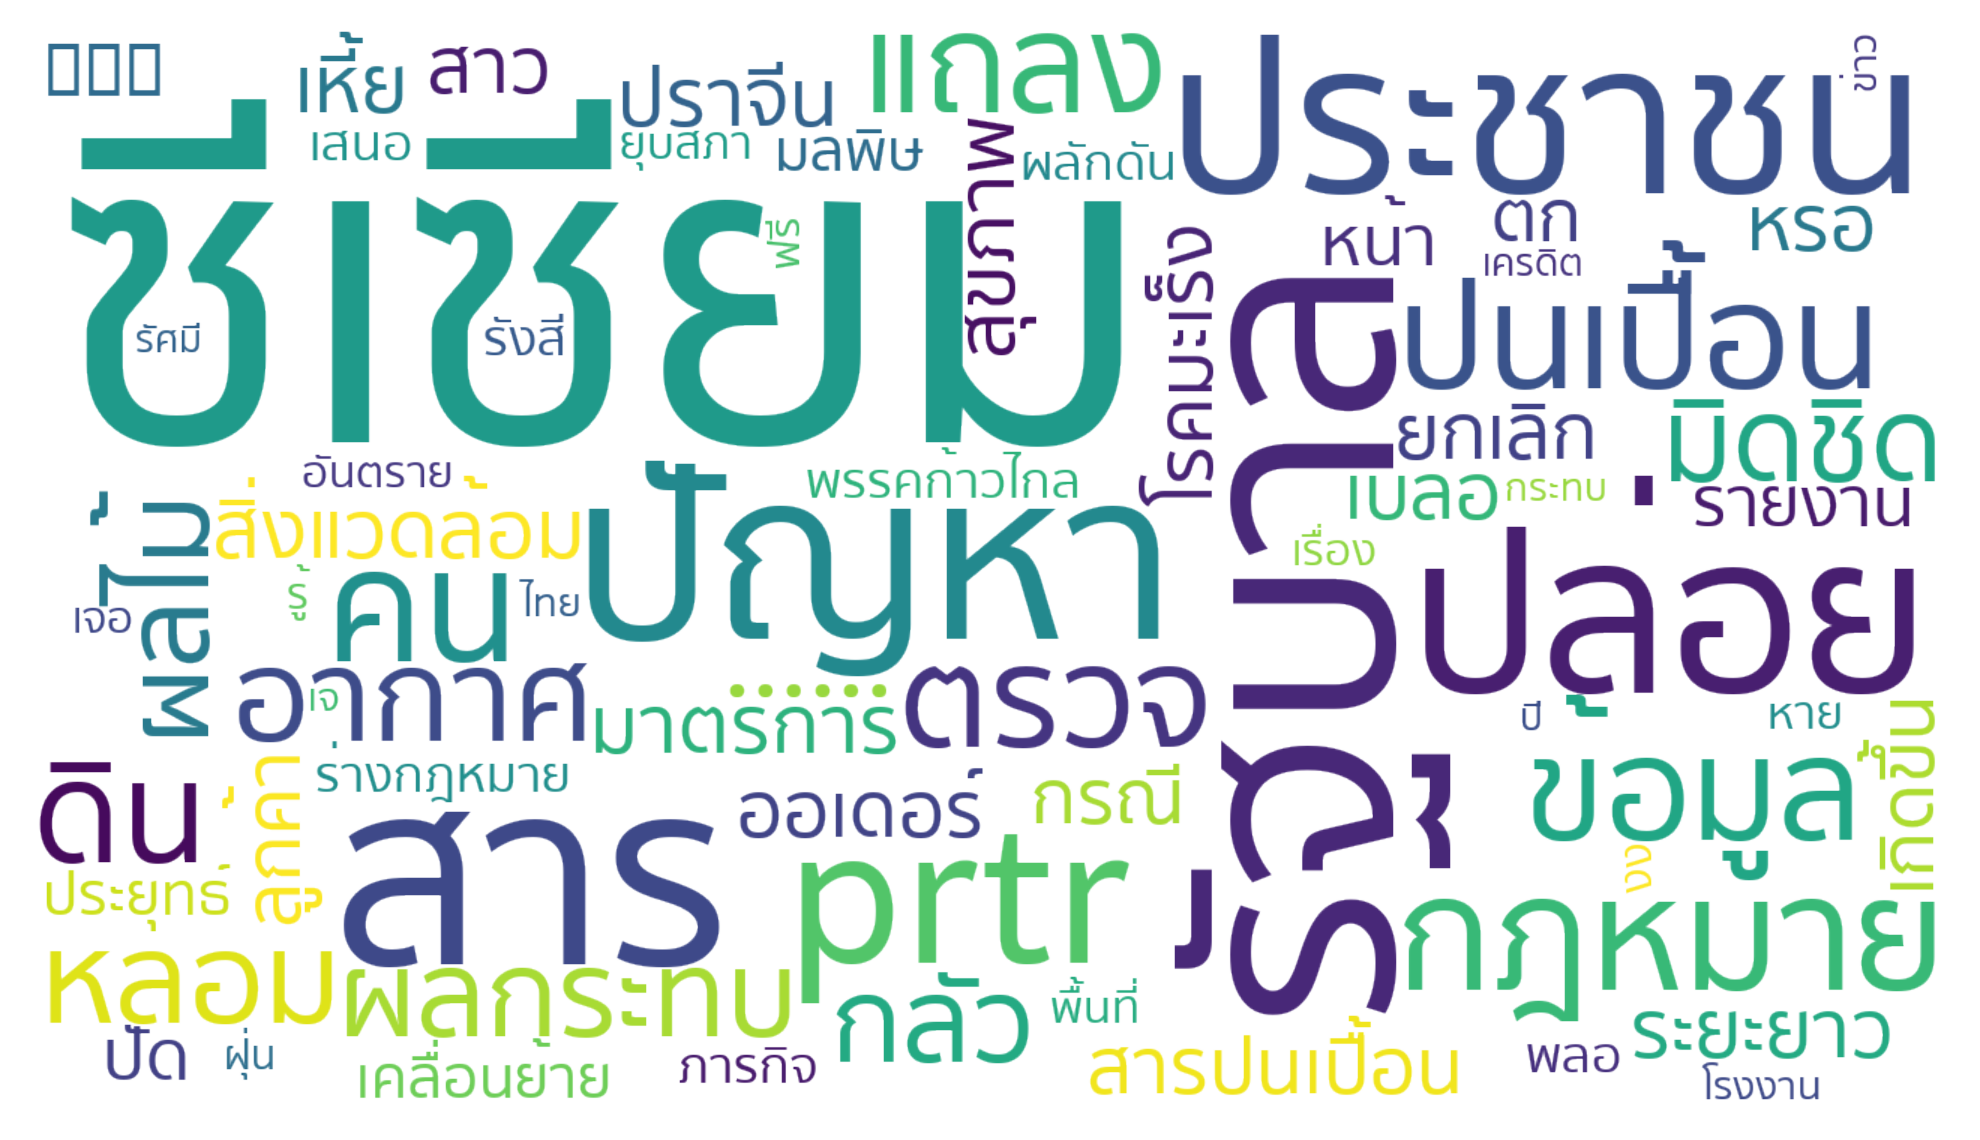 เหี้ย
สาว
ปราจีน
แถลง
ประชาชน
ข่าว
เสนอ
ยุบสภา
มลพิษ
ผลักดัน
ซีเซียม
ฟรี
สุขภาพ
โรคมะเร็ง
หน้า
ตก
หรอ
เครดิต
รัศมี
รังสี
รัฐบาล
ปนเปื้อน
ยกเลิก
มิดชิด
อันตราย
พรรคก้าวไกล
เบลอ
กระทบ
รายงาน
ผลไม้
สิ่งแวดล้อม
ปัญหา
เรื่อง
ปล่อย
เจอ
รู้
คน
ไทย
อากาศ
เจ
มาตรการ
......
ตรวจ
ปี
หาย
เกิดขึ้น
ดิน
ลูกค้า
ร่างกฎหมาย
ออเดอร์
กรณี
ข้อมูล
ประยุทธ์
สาร
prtr
ๆ
งง
กฎหมาย
หลอม
ผลกระทบ
กลัว
พื้นที่
ระยะยาว
ปัด
ฝุ่น
เคลื่อนย้าย
ภารกิจ
สารปนเปื้อน
พลอ
โรงงาน